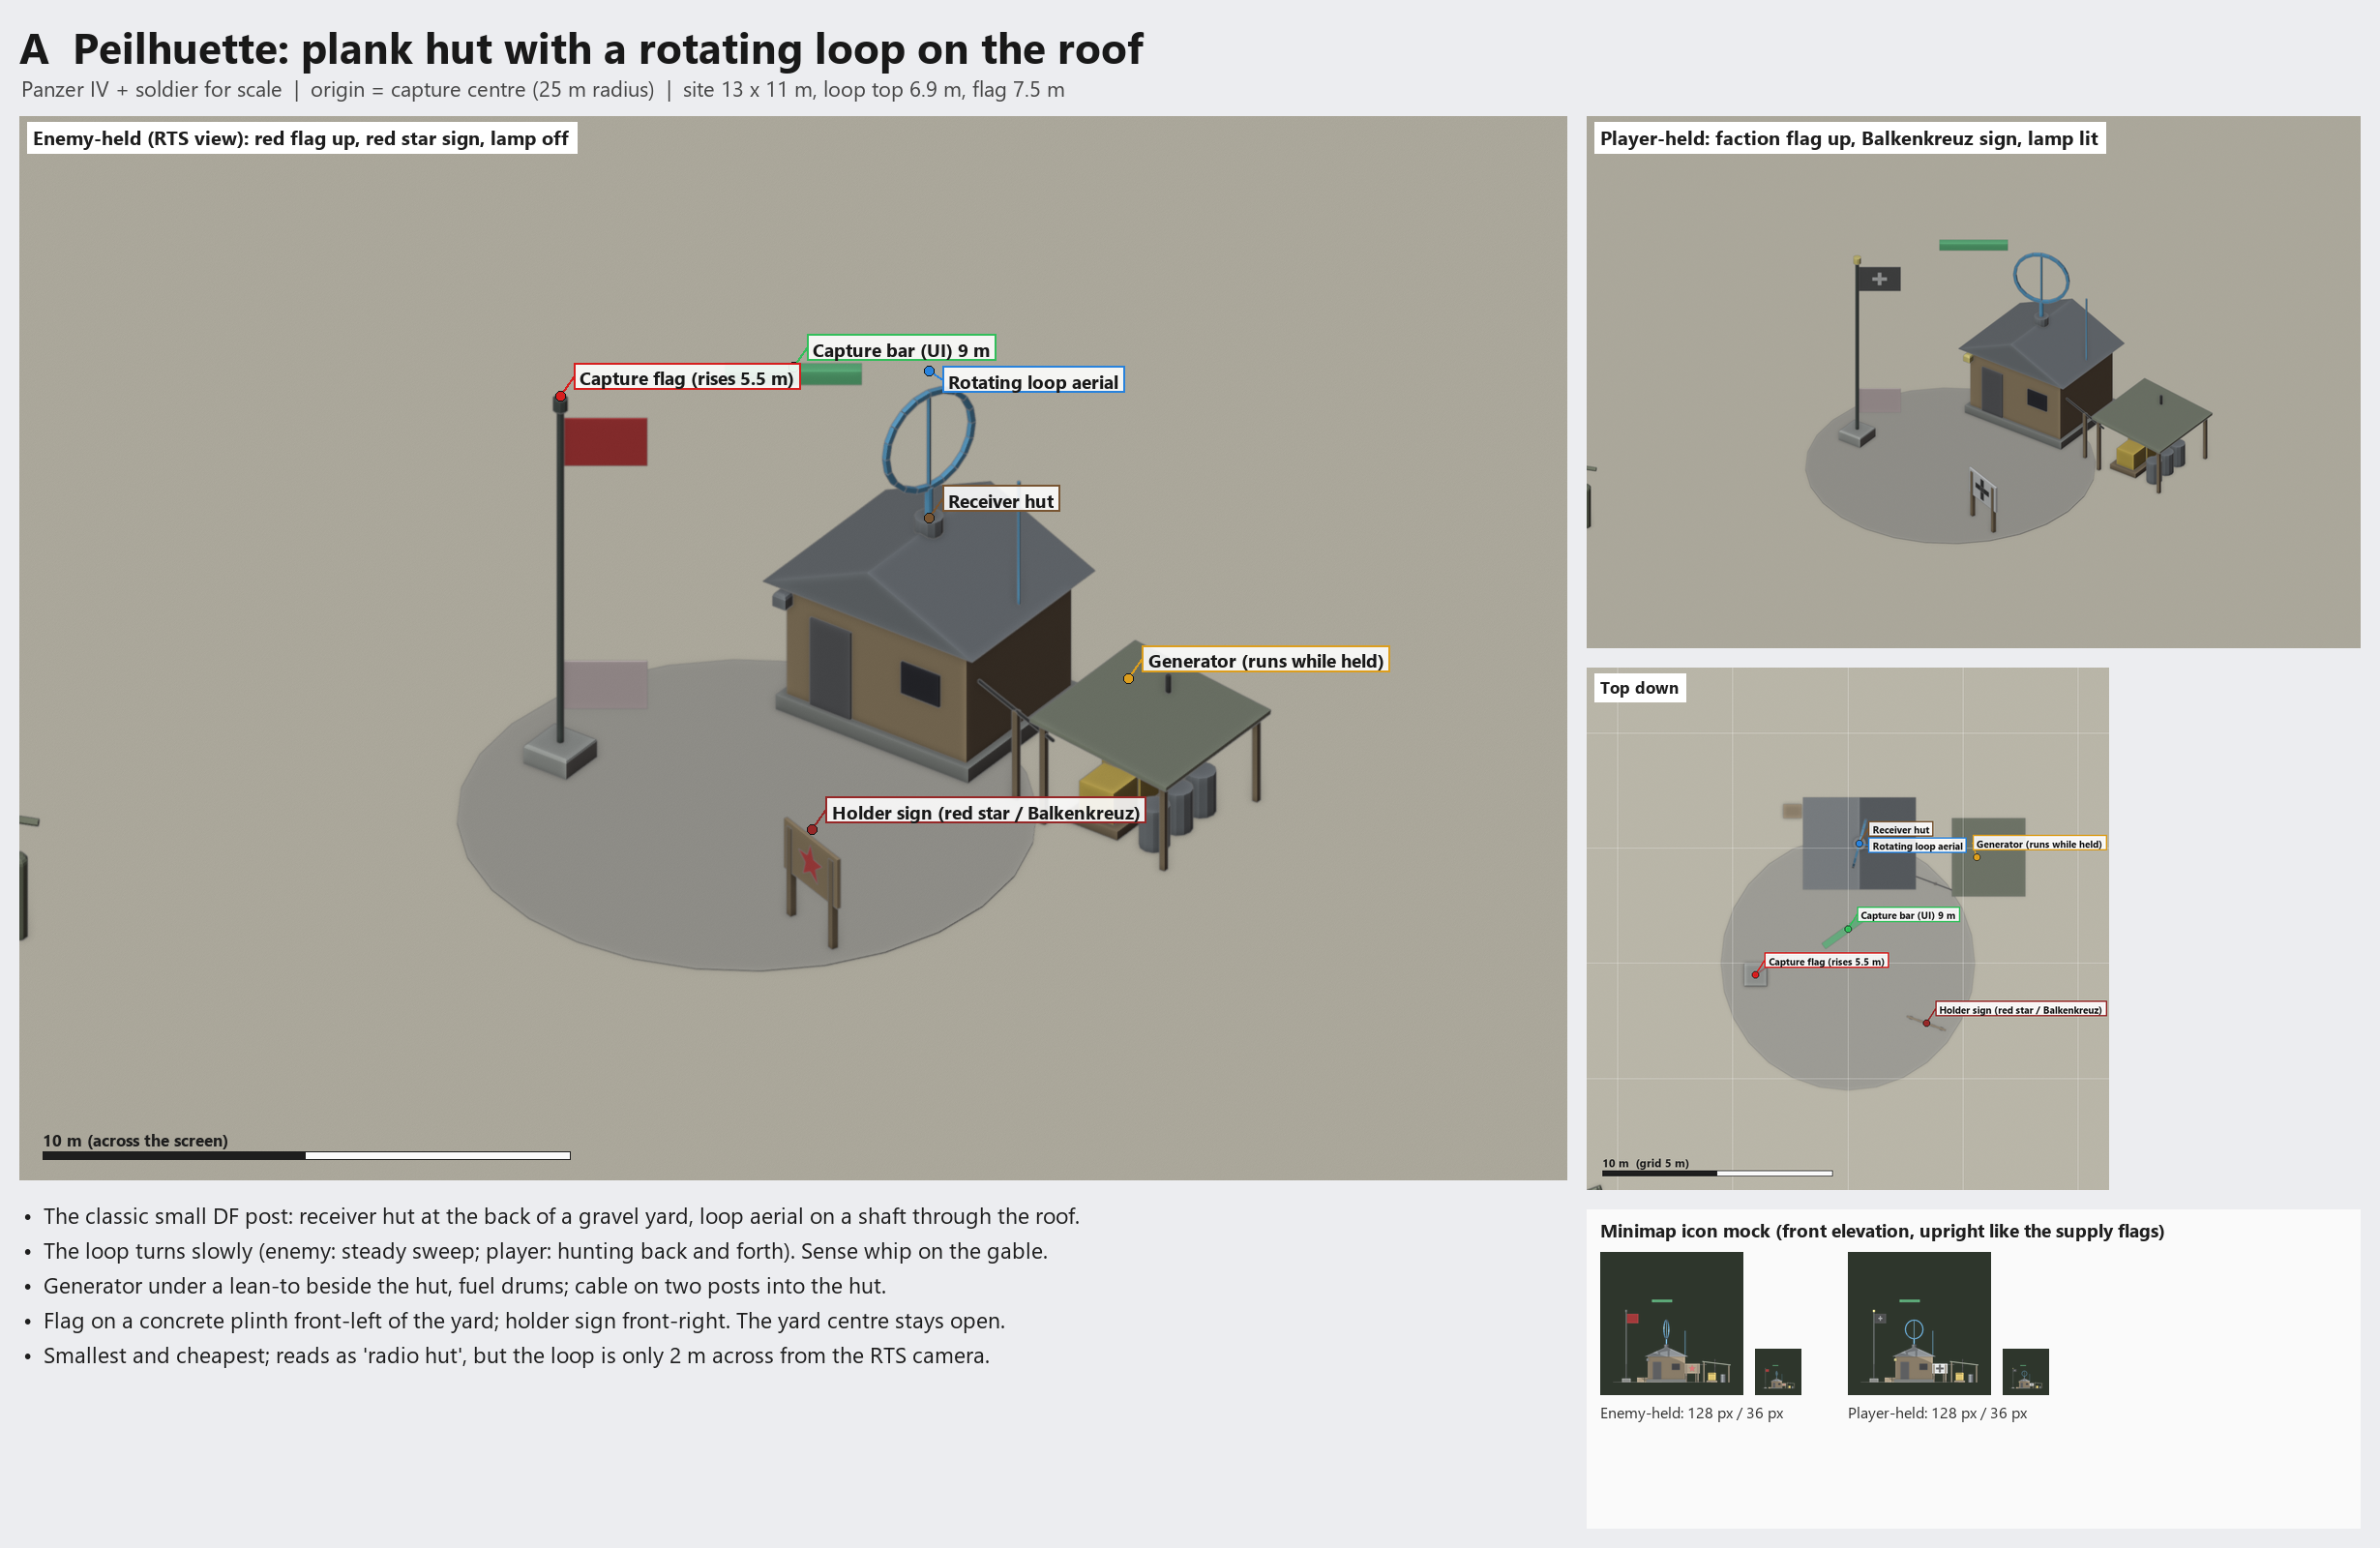 A Peilhuette: plank hut with a rotating loop on the roof
Panzer IV + soldier for scale | origin = capture centre (25 m radius) | site 13 x 11 m, loop top 6.9 m, flag 7.5 m
Enemy-held (RTS view): red flag up, red star sign, lamp off
Capture bar (UI) 9 m
Capture flag (rises 5.5 m)
Rotating loop aerial
Receiver hut
Generator (runs while held)
Holder sign (red star / Balkenkreuz)
10 m (across the screen)
Player-held: faction flag up, Balkenkreuz sign, lamp lit
Top down
Receiver hut
Rotating loop aerial
Generator (runs while held)
Capture bar (UI) 9 m
Capture flag (rises 5.5 m)
Holder sign (red star / Balkenkreuz)
10 m (grid 5 m)
• The classic small DF post: receiver hut at the back of a gravel yard, loop aerial on a shaft through the roof.
• The loop turns slowly (enemy: steady sweep; player: hunting back and forth). Sense whip on the gable.
• Generator under a lean-to beside the hut, fuel drums; cable on two posts into the hut.
• Flag on a concrete plinth front-left of the yard; holder sign front-right. The yard centre stays open.
• Smallest and cheapest; reads as 'radio hut', but the loop is only 2 m across from the RTS camera.
Minimap icon mock (front elevation, upright like the supply flags)
Enemy-held: 128 px / 36 px
Player-held: 128 px / 36 px